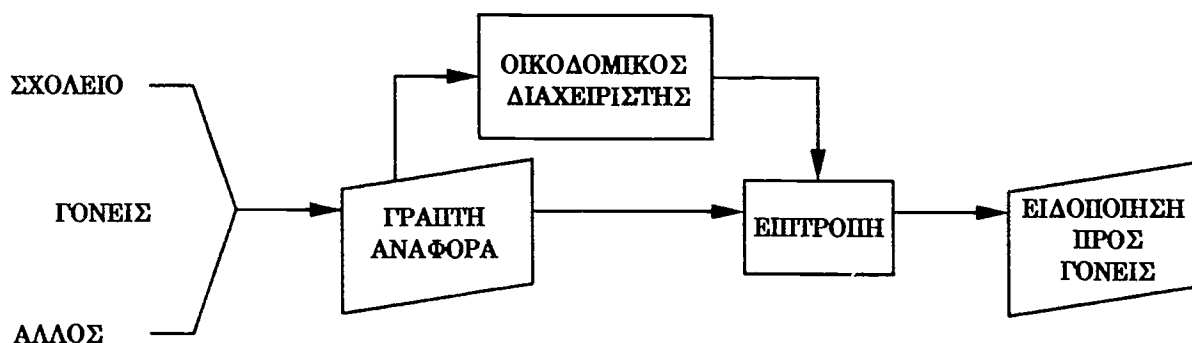 ΣΧΟΛΕΙΟ
ΓΟΝΕΙΣ
ΑΛΛΟΣ
ΓΡΑΠΤΗ
ΑΝΑΦΟΡΑ
ΟΙΚΟΔΟΜΙΚΟΣ
ΔΙΑΧΕΙΡΙΣΤΗΣ
ΕΠΙΤΡΟΠΗ
ΕΙΔΟΠΟΙΗΣΗ
ΠΡΟΣ
ΓΟΝΕΙΣ